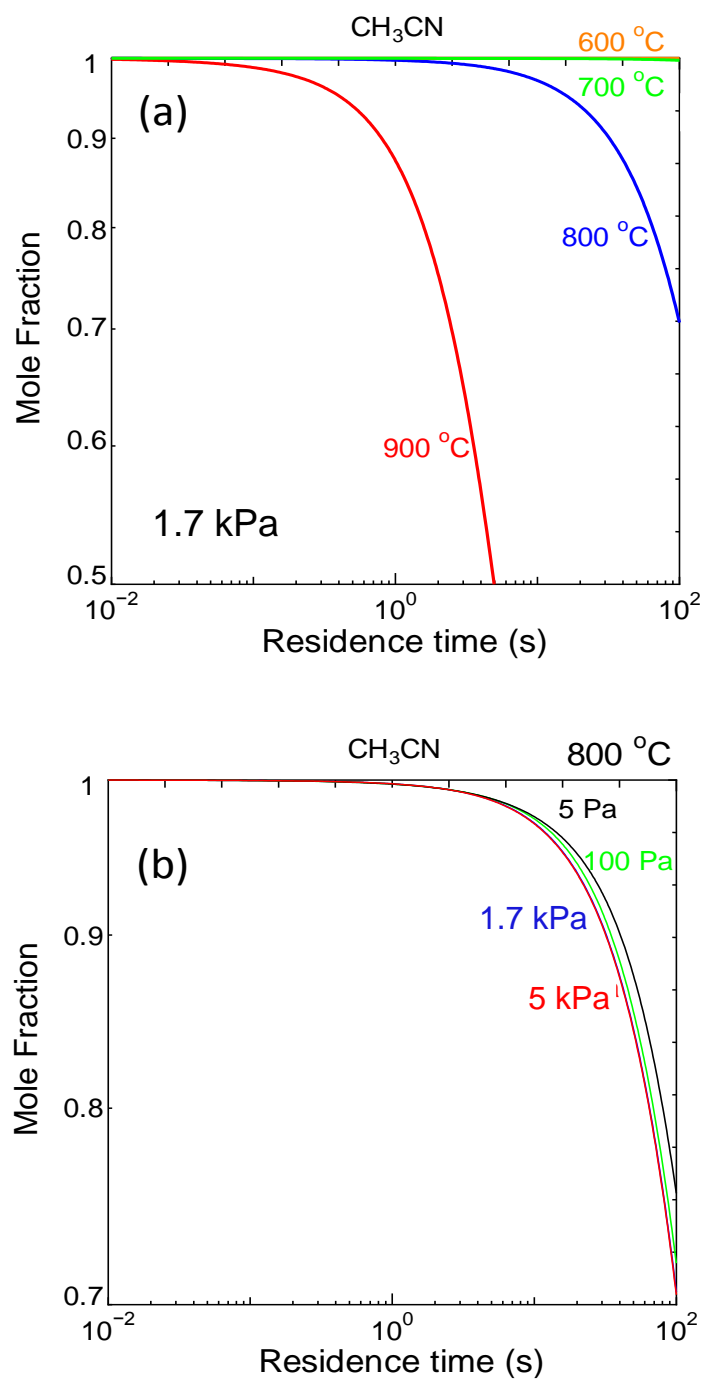 CH₃CN
600 °C
1
700 °C
(a)
0.9
0.8
800 °C
0.7
Mole Fraction
0.6
900 °C
1.7 kPa
0.5
10⁻² 10⁰ 10²
Residence time (s)
CH₃CN 800 °C
1
5 Pa
(b)
100 Pa
1.7 kPa
0.9
5 kPa
Mole Fraction
0.8
0.7
10⁻² 10⁰ 10²
Residence time (s)